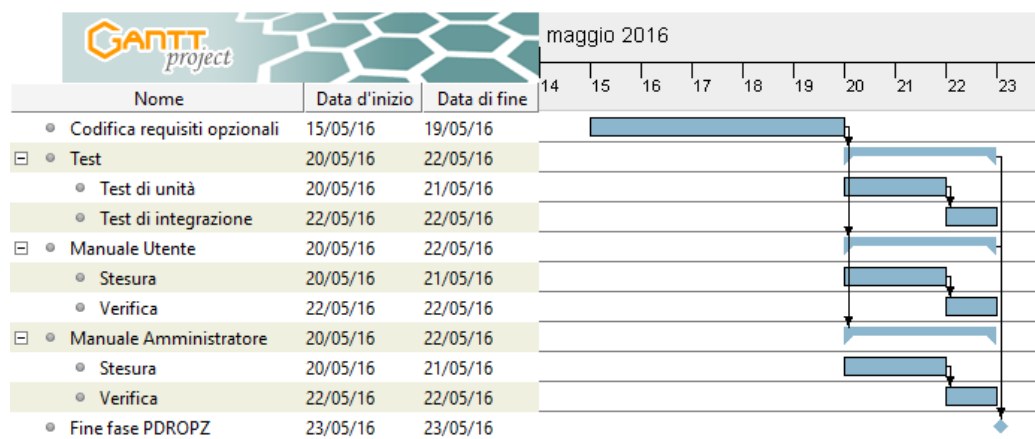 GANTT project
maggio 2016
14 15 16 17 18 19 20 21 22 23
Nome Data d'inizio Data di fine
Codifica requisiti opzionali 15/05/16 19/05/16
Test 20/05/16 22/05/16
Test di unità 20/05/16 21/05/16
Test di integrazione 22/05/16 22/05/16
Manuale Utente 20/05/16 22/05/16
Stesura 20/05/16 21/05/16
Verifica 22/05/16 22/05/16
Manuale Amministratore 20/05/16 22/05/16
Stesura 20/05/16 21/05/16
Verifica 22/05/16 22/05/16
Fine fase PDROPZ 23/05/16 23/05/16